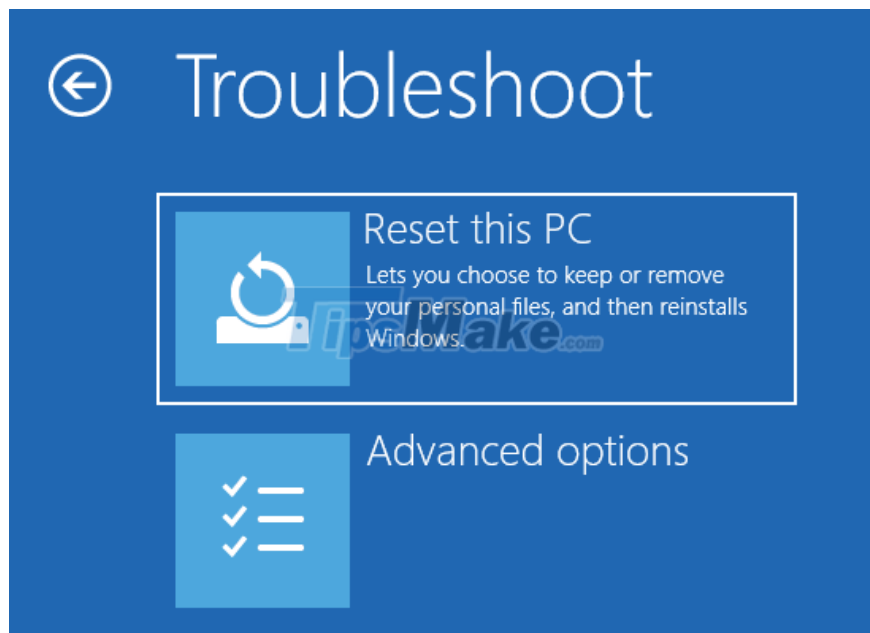 Troubleshoot
Reset this PC
Lets you choose to keep or remove
your personal files, and then reinstalls
Windows.
TipsMake.com
Advanced options